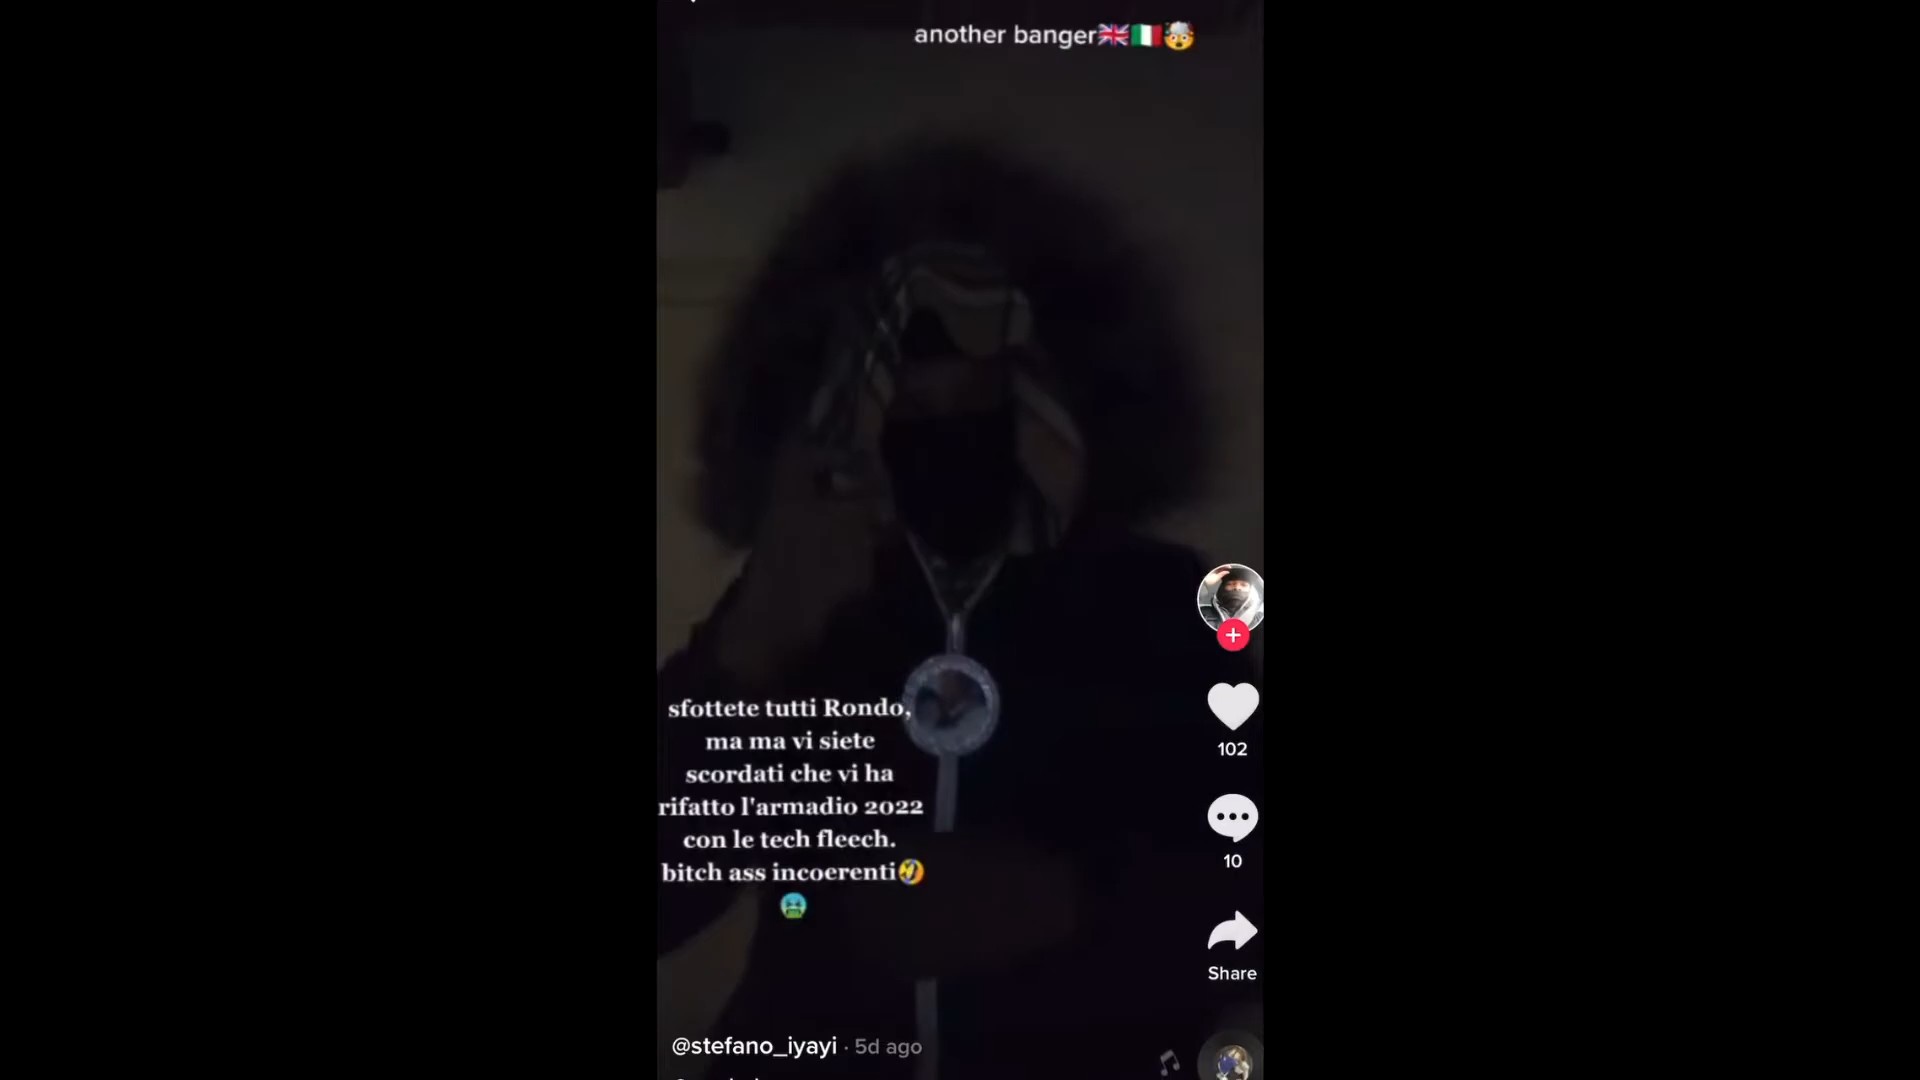 another banger🇬🇧🇮🇹🤯
sfottete tutti Rondo,
ma ma vi siete
scordati che vi ha
rifatto l'armadio 2022
con le tech fleech.
bitch ass incoerenti🤣
🥶
102
10
Share
@stefano_iyayi · 5d ago